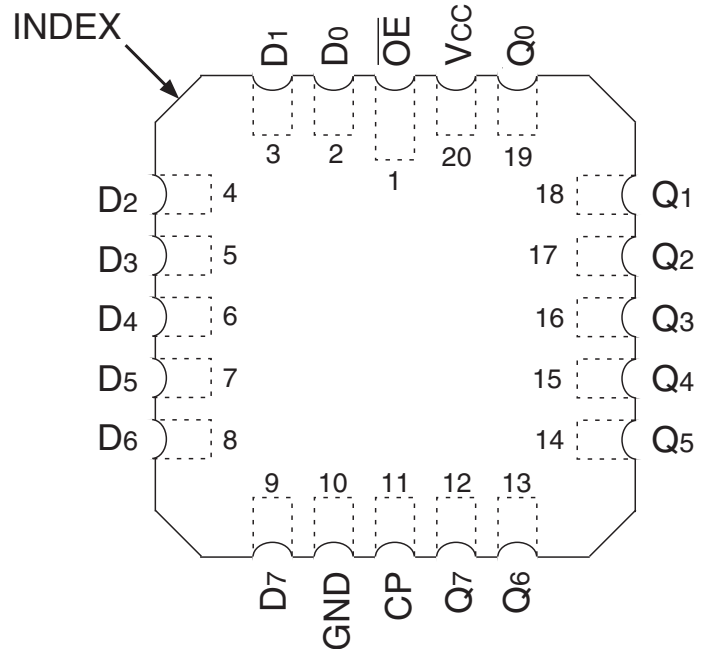 INDEX
D1 D0 O̅E̅ VCC Q0
3 2 1 20 19
D2 4 18 Q1
D3 5 17 Q2
D4 6 16 Q3
D5 7 15 Q4
D6 8 14 Q5
9 10 11 12 13
D7 GND CP Q7 Q6